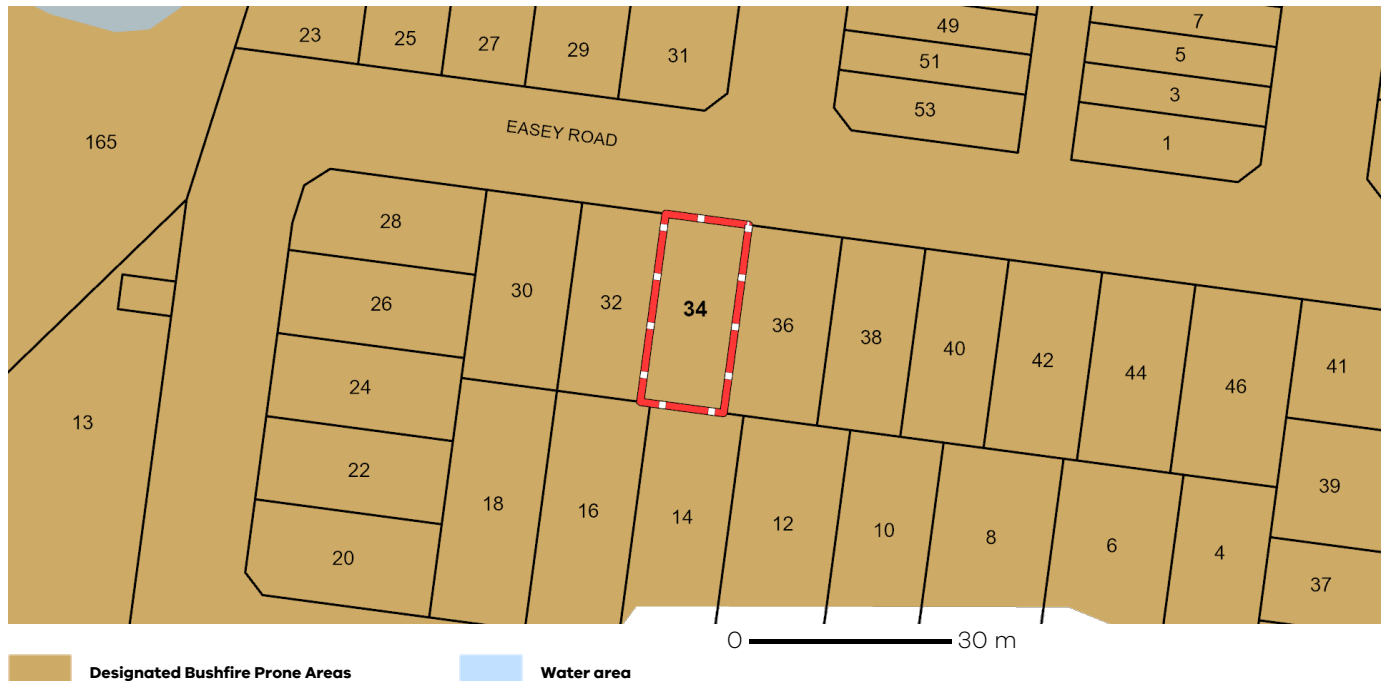 23 25 27 29 31 49 7
51 5
53 3
1
165
EASEY ROAD
28
26 30 32 34 36 38 40 42 44 46 41
24
22
20
13
18 16 14 12 10 8 6 4 39
37
0 30 m
Designated Bushfire Prone Areas Water area